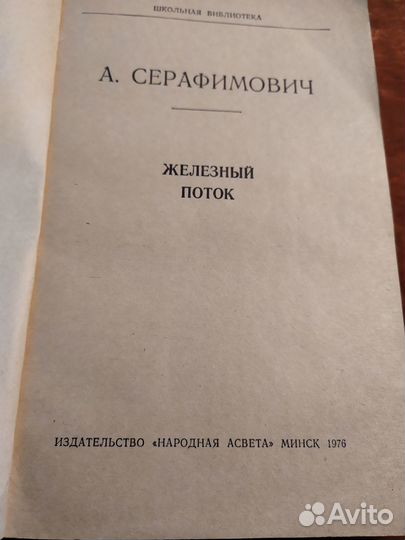 ШКОЛЬНАЯ БИБЛИОТЕКА
А. СЕРАФИМОВИЧ
ЖЕЛЕЗНЫЙ
ПОТОК
ИЗДАТЕЛЬСТВО «НАРОДНАЯ АСВЕТА» МИНСК 1976
Avito